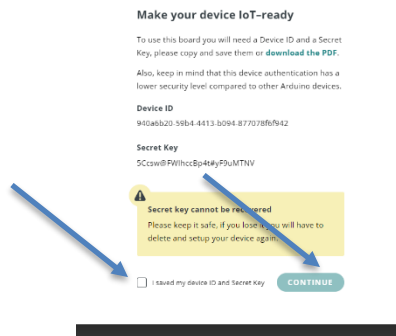 Make your device IoT-ready
To use this board you will need a Device ID and a Secret
Key, please copy and save them or download the PDF.
Also, keep in mind that this device authentication has a
lower security level compared to other Arduino devices.
Device ID
940a6b20-59b4-4413-b094-877078f6f942
Secret Key
5Ccsw@FWlhccBp4t#yF9uMTNV
Secret key cannot be recovered
Please keep it safe, if you lose it you will have to
delete and setup your device again.
I saved my device ID and Secret Key
CONTINUE